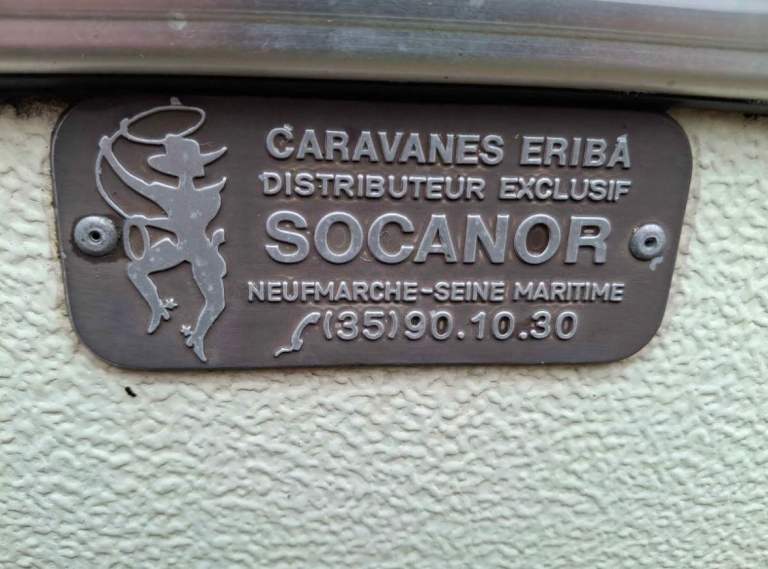 CARAVANES ERIBA
DISTRIBUTEUR EXCLUSIF
SOCANOR
NEUFMARCHE-SEINE MARITIME
(35)90.10.30